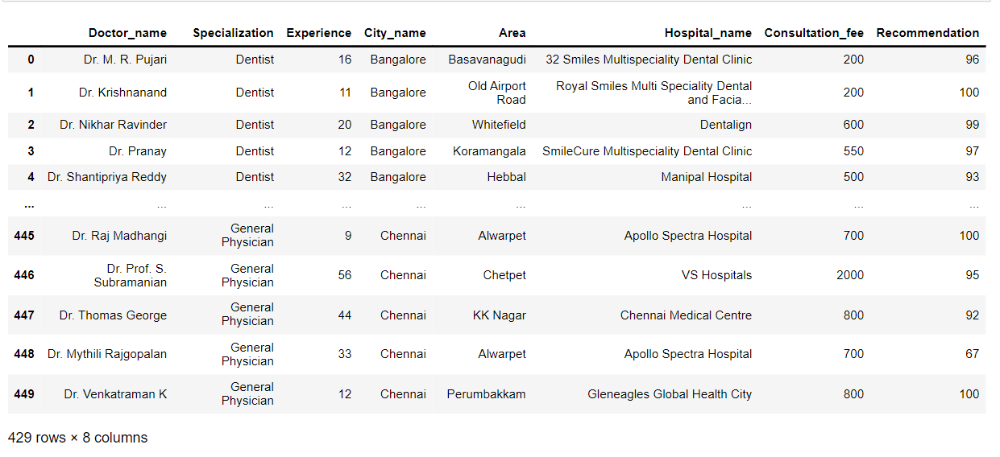 Doctor_name Specialization Experience City_name Area Hospital_name Consultation_fee Recommendation
0 Dr. M. R. Pujari Dentist 16 Bangalore Basavanagudi 32 Smiles Multispeciality Dental Clinic 200 96
1 Dr. Krishnanand Dentist 11 Bangalore Old Airport Road Royal Smiles Multi Speciality Dental and Facia... 200 100
2 Dr. Nikhar Ravinder Dentist 20 Bangalore Whitefield Dentalign 600 99
3 Dr. Pranay Dentist 12 Bangalore Koramangala SmileCure Multispeciality Dental Clinic 550 97
4 Dr. Shantipriya Reddy Dentist 32 Bangalore Hebbal Manipal Hospital 500 93
... ... ... ... ... ... ... ... ...
445 Dr. Raj Madhangi General Physician 9 Chennai Alwarpet Apollo Spectra Hospital 700 100
446 Dr. Prof. S. Subramanian General Physician 56 Chennai Chetpet VS Hospitals 2000 95
447 Dr. Thomas George General Physician 44 Chennai KK Nagar Chennai Medical Centre 800 92
448 Dr. Mythili Rajgopalan General Physician 33 Chennai Alwarpet Apollo Spectra Hospital 700 67
449 Dr. Venkatraman K General Physician 12 Chennai Perumbakkam Gleneagles Global Health City 800 100
429 rows × 8 columns